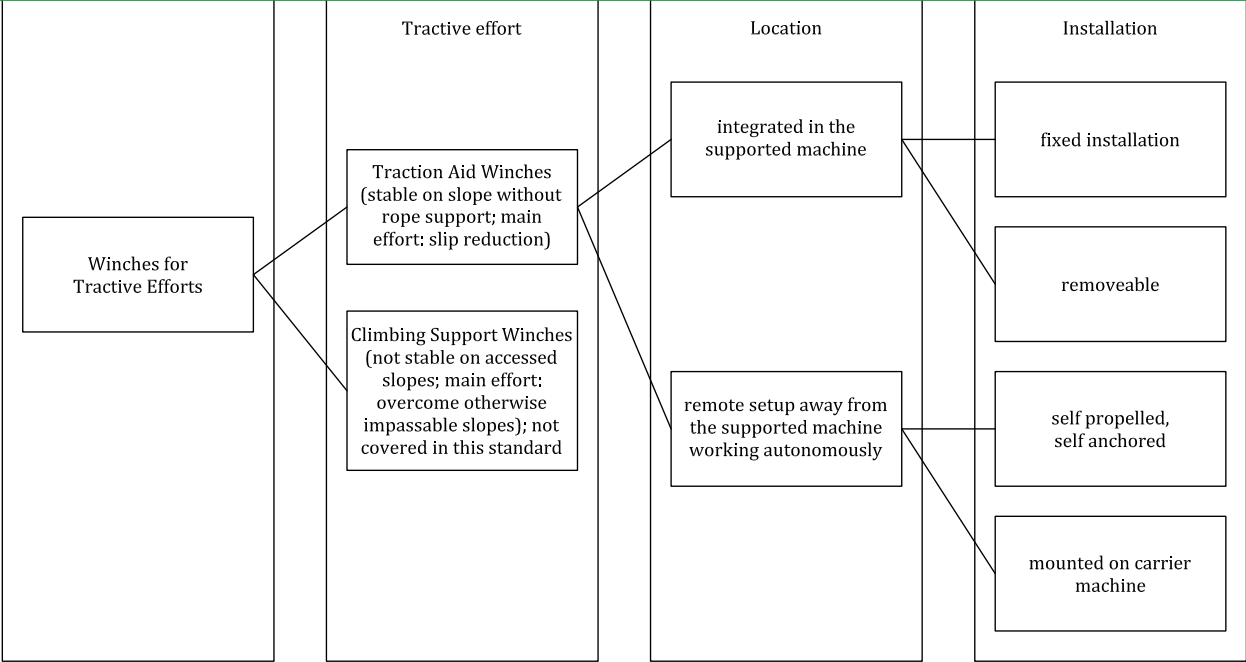 Tractive effort
Location
Installation
Winches for
Tractive Efforts
Traction Aid Winches
(stable on slope without
rope support; main
effort: slip reduction)
Climbing Support Winches
(not stable on accessed
slopes; main effort:
overcome otherwise
impassable slopes); not
covered in this standard
integrated in the
supported machine
remote setup away from
the supported machine
working autonomously
fixed installation
removeable
self propelled,
self anchored
mounted on carrier
machine